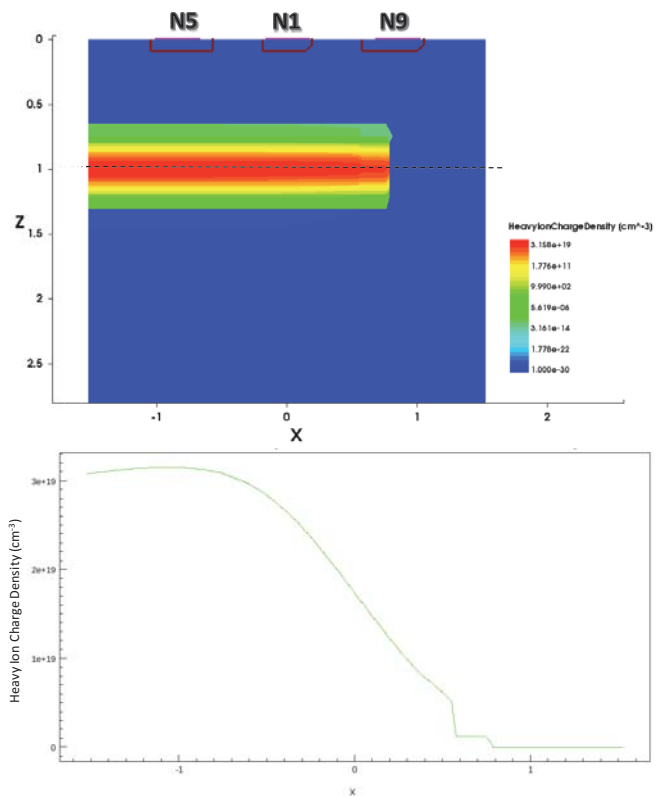 N5 N1 N9
0
0.5
1
1.5
2
2.5
Z
-1 0 1 2
X
HeavyIonChargeDensity (cm^-3)
3.158e+19
1.776e+11
9.990e+02
5.619e-06
3.161e-14
1.778e-22
1.000e-30
Heavy Ion Charge Density (cm-3)
3e+19
2e+19
1e+19
0
-1 0 1
X